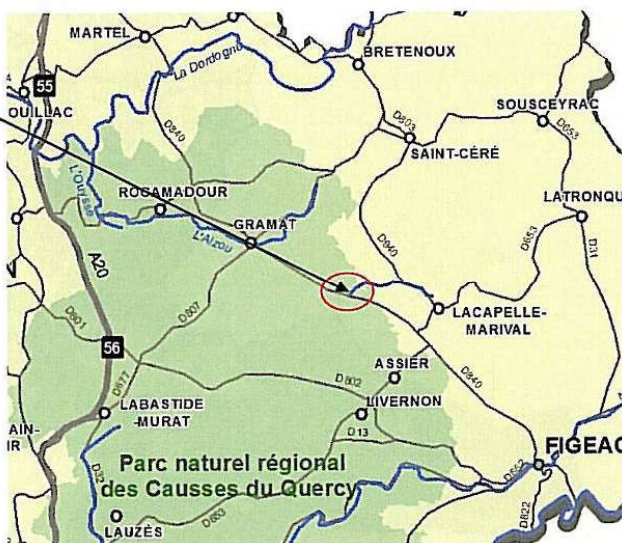 MARTEL
La Dordogne
BRETENOUX
55
OUILLAC
D840
D803
SOUSCEYRAC
D653
SAINT-CÉRÉ
L'Ouysse
ROCAMADOUR
GRAMAT
L'Alzou
LATRONQU
D840
D653
D31
A20
D807
LACAPELLE-
MARIVAL
D801
56
D677
ASSIER
D802
D840
LABASTIDE
-MURAT
LIVERNON
D13
AIN-
IR
Parc naturel régional
des Causses du Quercy
FIGEAC
D32
D662
D822
D653
LAUZÈS